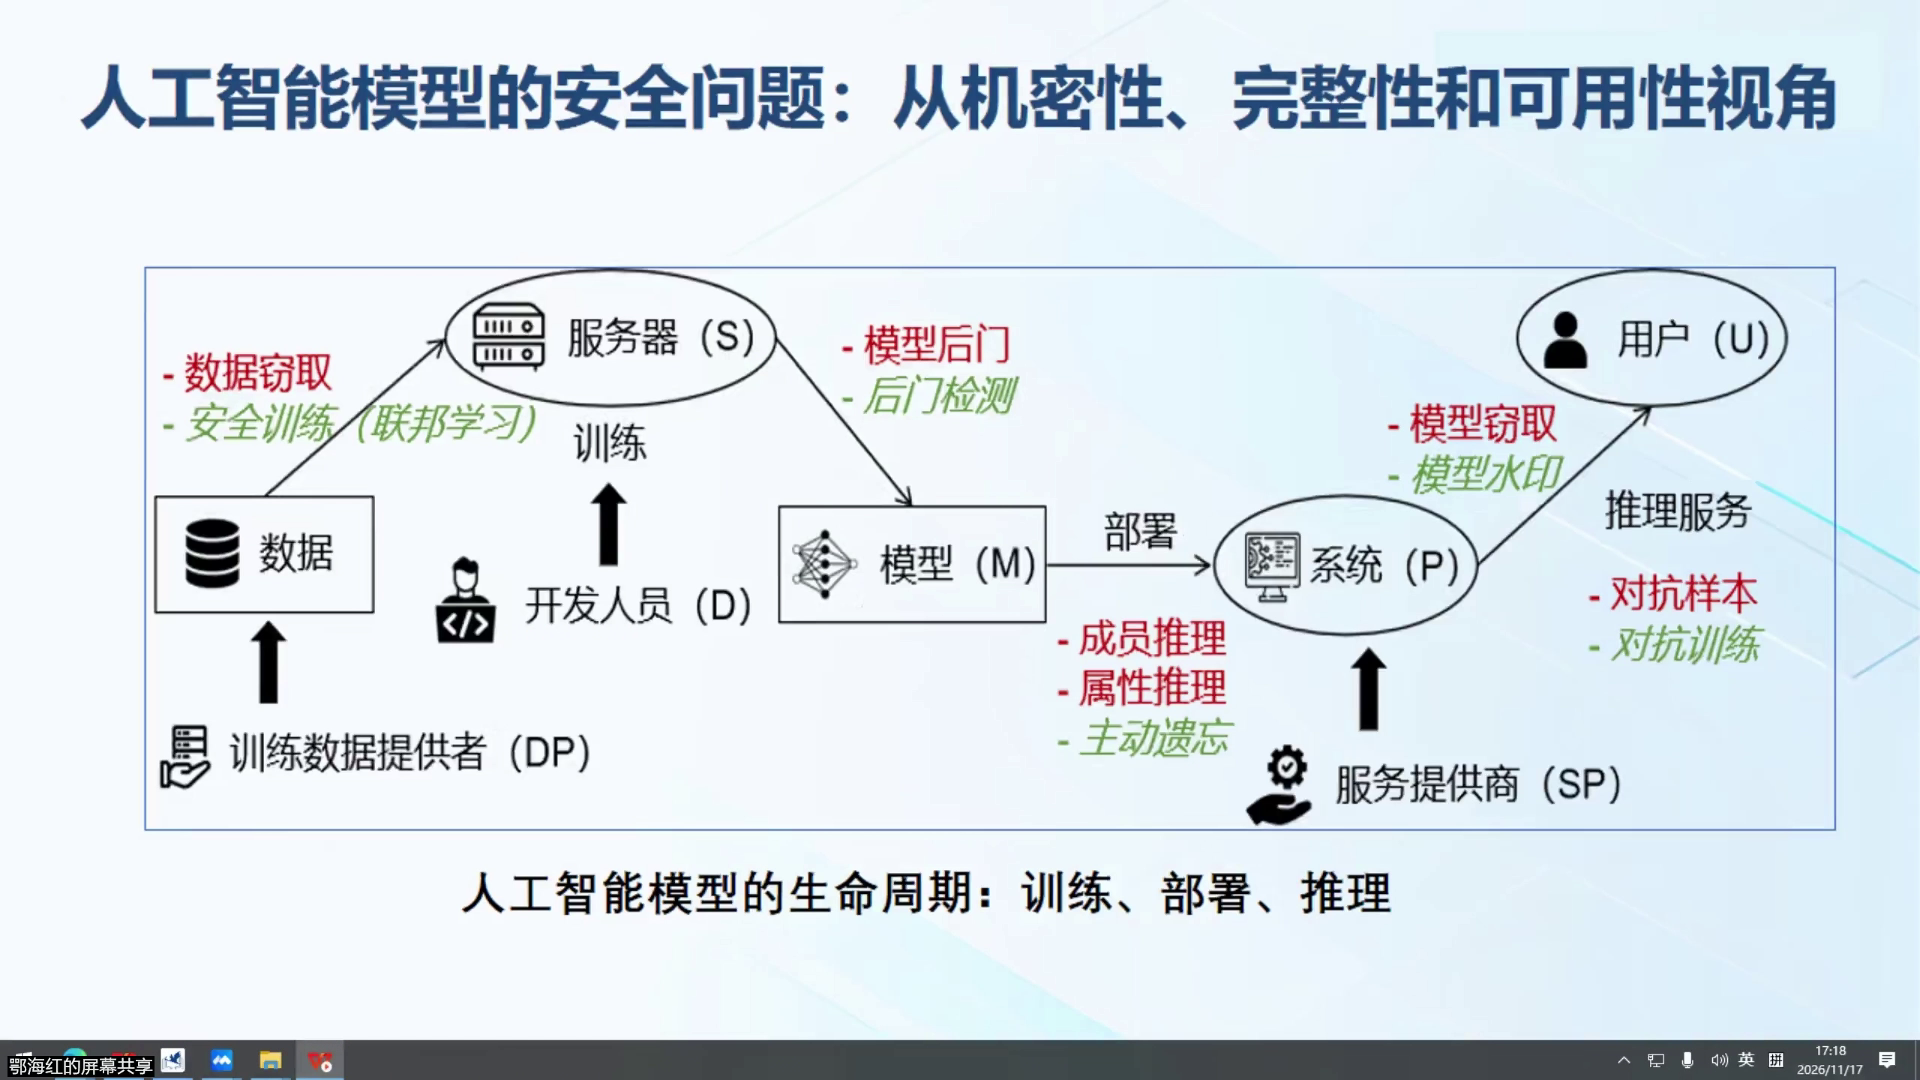 人工智能模型的安全问题：从机密性、完整性和可用性视角
- 数据窃取
- 安全训练（联邦学习）
服务器（S）
训练
- 模型后门
- 后门检测
用户（U）
- 模型窃取
- 模型水印
推理服务
数据
开发人员（D）
模型（M）
部署
系统（P）
- 对抗样本
- 对抗训练
- 成员推理
- 属性推理
- 主动遗忘
训练数据提供者（DP）
服务提供商（SP）
人工智能模型的生命周期：训练、部署、推理
鄂海红的屏幕共享
英
拼
17:18
2026/11/17